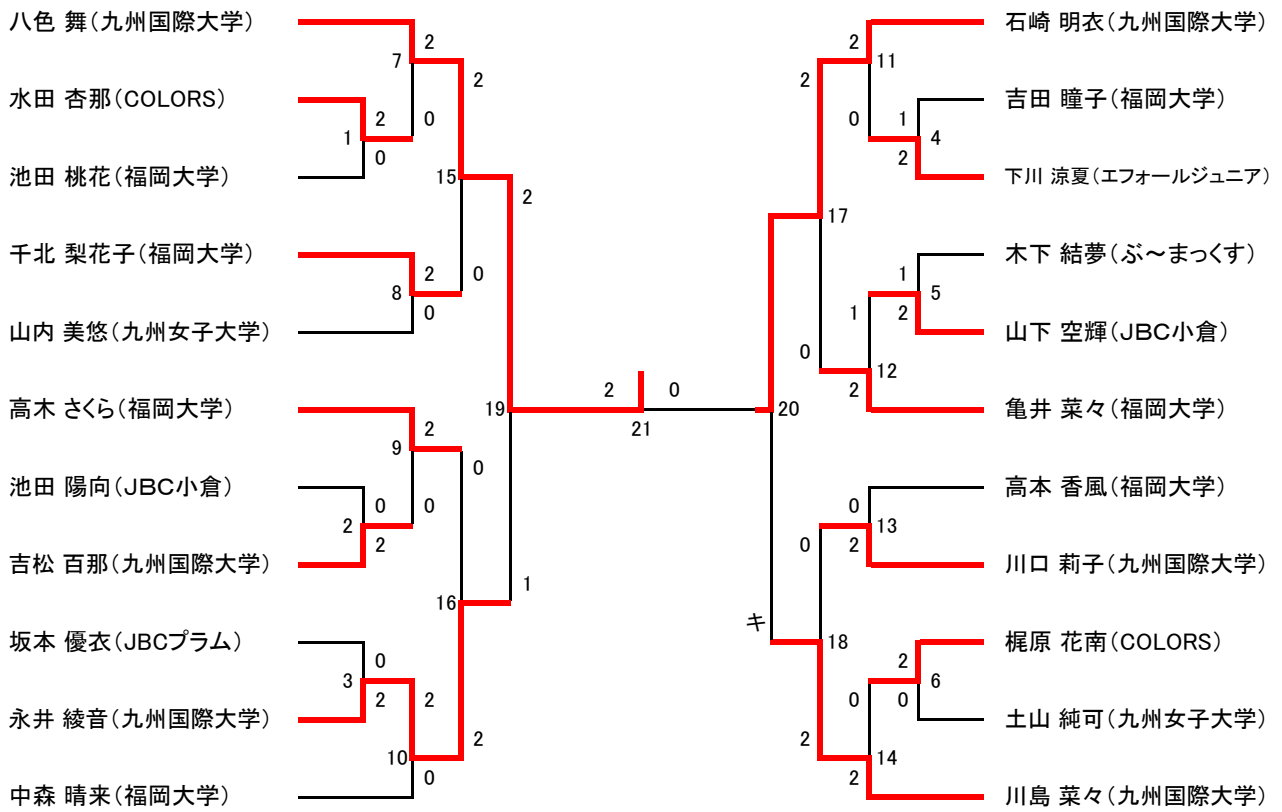 八色 舞(九州国際大学)
水田 杏那(COLORS)
池田 桃花(福岡大学)
千北 梨花子(福岡大学)
山内 美悠(九州女子大学)
高木 さくら(福岡大学)
池田 陽向(JBC小倉)
吉松 百那(九州国際大学)
坂本 優衣(JBCプラム)
永井 綾音(九州国際大学)
中森 晴来(福岡大学)
2
7
2
2
0
1
0
15
2
2
0
8
0
2
19
9
0
0
0
2
2
1
16
0
3
2
2
2
10
0
2
0
21
2
11
2
1
0
4
2
17
1
5
1
2
0
12
2
20
0
13
0
2
キ
18
2
6
0
0
2
14
2
石崎 明衣(九州国際大学)
吉田 瞳子(福岡大学)
下川 涼夏(エフォールジュニア)
木下 結夢(ぶ～まっくす)
山下 空輝(JBC小倉)
亀井 菜々(福岡大学)
高本 香風(福岡大学)
川口 莉子(九州国際大学)
梶原 花南(COLORS)
土山 純可(九州女子大学)
川島 菜々(九州国際大学)